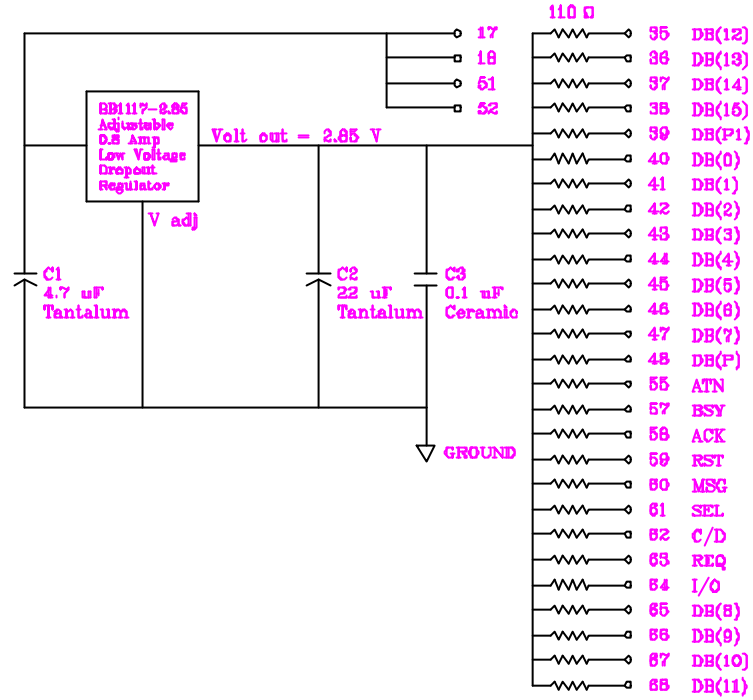 110 Ω
17
18
51
52
BB1117-2.85
Adjustable
0.8 Amp
Low Voltage
Dropout
Regulator
Volt out = 2.85 V
V adj
C1
4.7 uF
Tantalum
C2
22 uF
Tantalum
C3
0.1 uF
Ceramic
GROUND
35 DB(12)
36 DB(13)
37 DB(14)
38 DB(15)
39 DB(P1)
40 DB(0)
41 DB(1)
42 DB(2)
43 DB(3)
44 DB(4)
45 DB(5)
46 DB(6)
47 DB(7)
48 DB(P)
55 ATN
57 BSY
58 ACK
59 RST
60 MSG
61 SEL
62 C/D
63 REQ
64 I/O
65 DB(8)
66 DB(9)
67 DB(10)
68 DB(11)